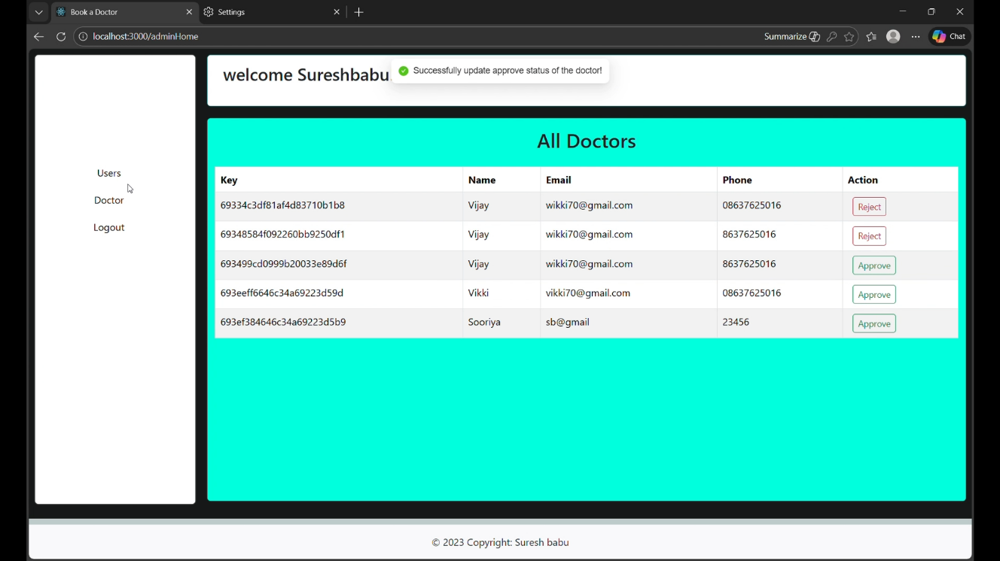 Book a Doctor
Settings
localhost:3000/adminHome
Summarize
Chat
welcome Sureshbabu
Successfully update approve status of the doctor!
Users
Doctor
Logout
All Doctors
Key Name Email Phone Action
69334c3df81af4d83710b1b8 Vijay wikki70@gmail.com 08637625016 Reject
69348584f092260bb9250df1 Vijay wikki70@gmail.com 8637625016 Reject
693499cd0999b20033e89d6f Vijay wikki70@gmail.com 8637625016 Approve
693eeff6646c34a69223d59d Vikki vikki70@gmail.com 08637625016 Approve
693ef384646c34a69223d5b9 Sooriya sb@gmail 23456 Approve
© 2023 Copyright: Suresh babu